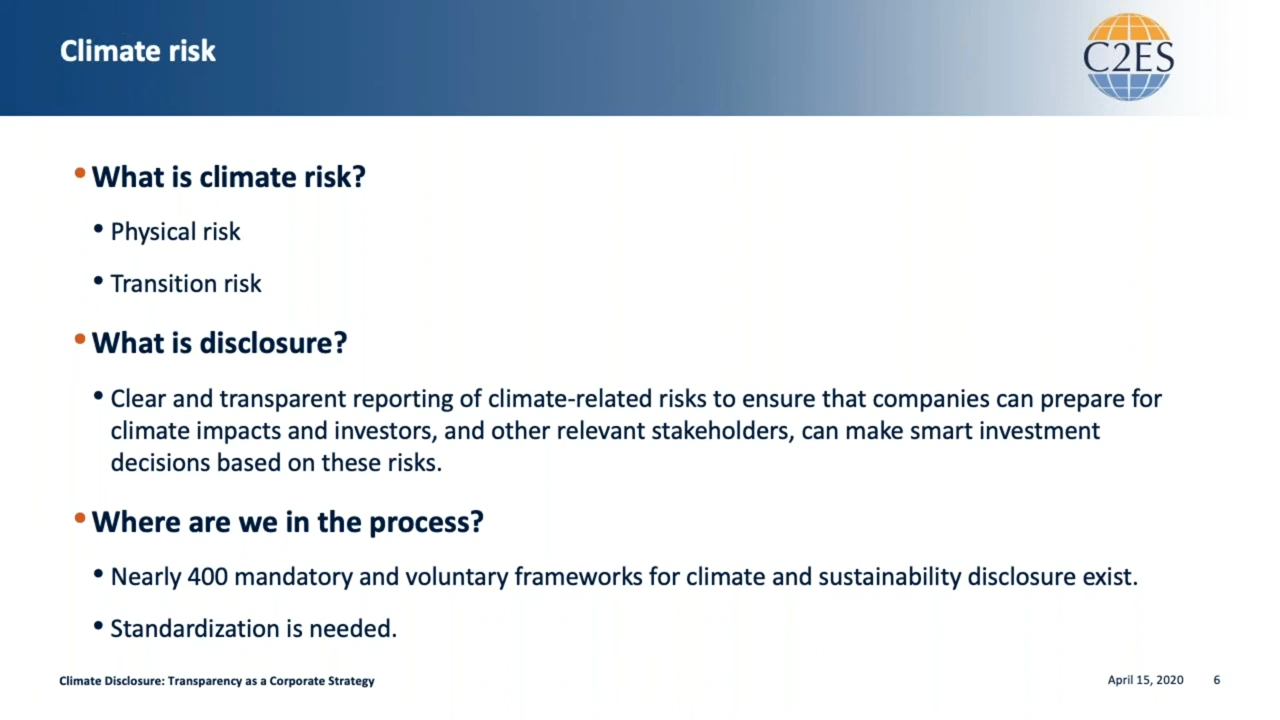 Climate risk
C2ES
• What is climate risk?
• Physical risk
• Transition risk
• What is disclosure?
• Clear and transparent reporting of climate-related risks to ensure that companies can prepare for
climate impacts and investors, and other relevant stakeholders, can make smart investment
decisions based on these risks.
• Where are we in the process?
• Nearly 400 mandatory and voluntary frameworks for climate and sustainability disclosure exist.
• Standardization is needed.
Climate Disclosure: Transparency as a Corporate Strategy
April 15, 2020 6